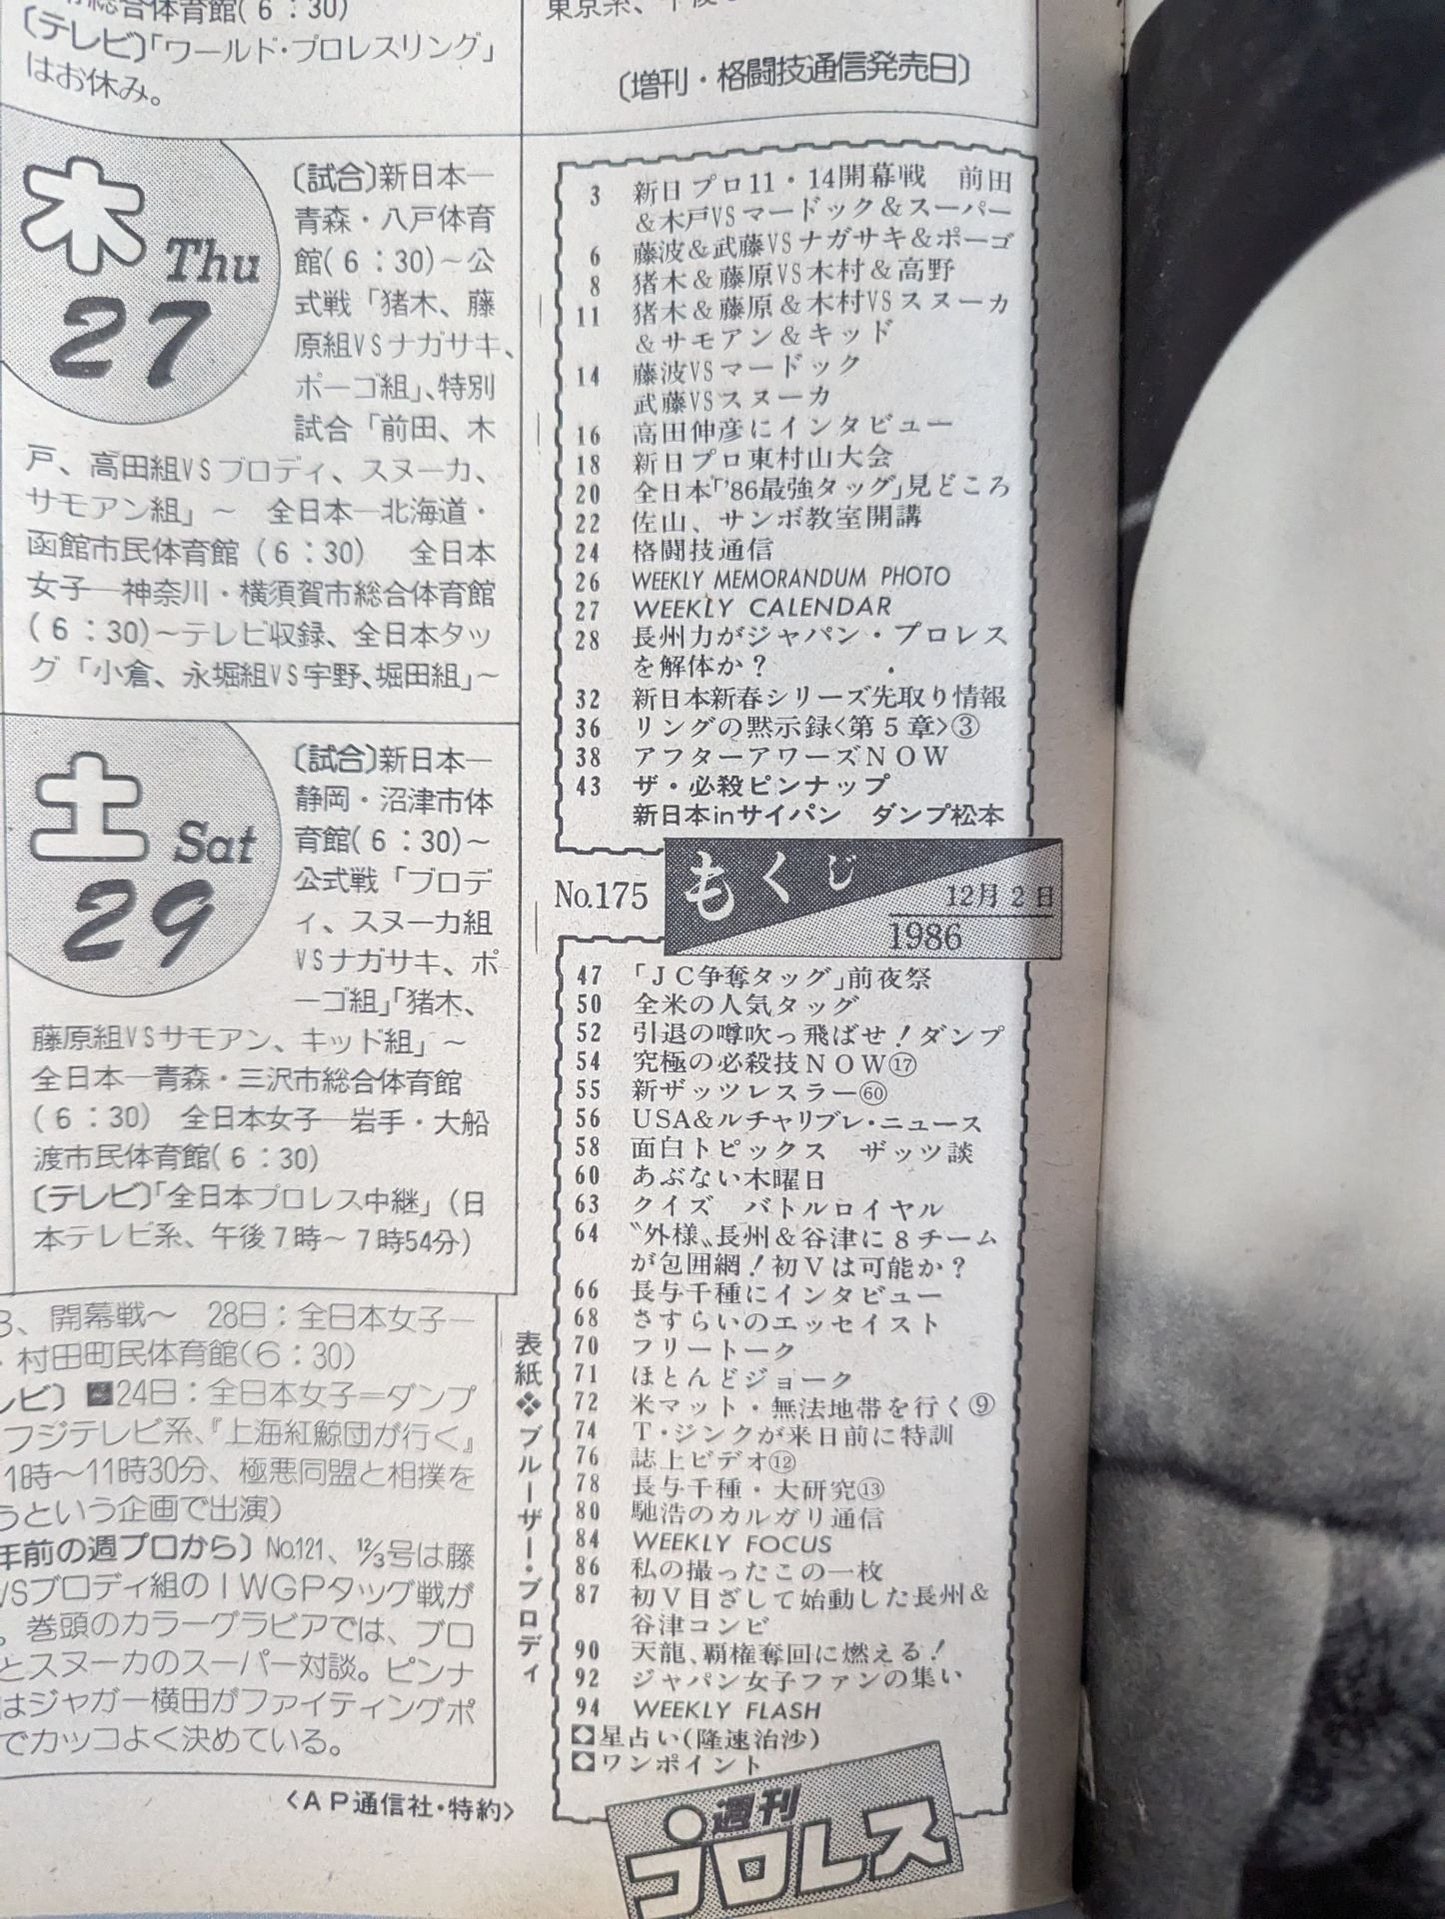 総合体育館(6：30)
〔テレビ〕「ワールド・プロレスリング」
はお休み。
〔増刊・格闘技通信発売日〕
木 Thu
27
〔試合〕新日本―
青森・八戸体育
館(6：30)～公
式戦「猪木、藤
原組VSナガサキ、
ポーゴ組」、特別
試合「前田、木
戸、高田組VSブロディ、スヌーカ、
サモアン組」～　全日本―北海道・
函館市民体育館(6：30)　全日本
女子―神奈川・横須賀市総合体育館
(6：30)～テレビ収録、全日本タッ
グ「小倉、永堀組VS宇野、堀田組」～
土 Sat
29
〔試合〕新日本―
静岡・沼津市体
育館(6：30)～
公式戦「ブロデ
ィ、スヌーカ組
VSナガサキ、ポ
ーゴ組」「猪木、
藤原組VSサモアン、キッド組」～
全日本―青森・三沢市総合体育館
(6：30)　全日本女子―岩手・大船
渡市民体育館(6：30)
〔テレビ〕「全日本プロレス中継」(日
本テレビ系、午後7時～7時54分)
3、開幕戦～　28日：全日本女子―
・村田町民体育館(6：30)
レビ〕■24日：全日本女子＝ダンプ
フジテレビ系、『上海紅鯨団が行く』
1時～11時30分、極悪同盟と相撲を
うという企画で出演)
年前の週プロから〕No.121、12/3号は藤
VSブロディ組のIWGPタッグ戦が
。巻頭のカラーグラビアでは、ブロ
とスヌーカのスーパー対談。ピンナ
はジャガー横田がファイティングポ
でカッコよく決めている。
〈AP通信社・特約〉
3　新日プロ11・14開幕戦　前田
＆木戸VSマードック＆スーパー
6　藤波＆武藤VSナガサキ＆ポーゴ
8　猪木＆藤原VS木村＆高野
11　猪木＆藤原＆木村VSスヌーカ
＆サモアン＆キッド
14　藤波VSマードック
武藤VSスヌーカ
16　高田伸彦にインタビュー
18　新日プロ東村山大会
20　全日本「'86最強タッグ」見どころ
22　佐山、サンボ教室開講
24　格闘技通信
26　WEEKLY MEMORANDUM PHOTO
27　WEEKLY CALENDAR
28　長州力がジャパン・プロレス
を解体か？
32　新日本新春シリーズ先取り情報
36　リングの黙示録〈第5章〉③
38　アフターアワーズNOW
43　ザ・必殺ピンナップ
新日本inサイパン　ダンプ松本
No.175 もくじ 12月2日
1986
47　「JC争奪タッグ」前夜祭
50　全米の人気タッグ
52　引退の噂吹っ飛ばせ！ダンプ
54　究極の必殺技NOW⑰
55　新ザッツレスラー60
56　USA＆ルチャリブレ・ニュース
58　面白トピックス　ザッツ談
60　あぶない木曜日
63　クイズ　バトルロイヤル
64　〝外様〟長州＆谷津に8チーム
が包囲網！初Vは可能か？
66　長与千種にインタビュー
68　さすらいのエッセイスト
70　フリートーク
71　ほとんどジョーク
72　米マット・無法地帯を行く⑨
74　T・ジンクが来日前に特訓
76　誌上ビデオ⑫
78　長与千種・大研究⑬
80　馳浩のカルガリ通信
84　WEEKLY FOCUS
86　私の撮ったこの一枚
87　初V目ざして始動した長州＆
谷津コンビ
90　天龍、覇権奪回に燃える！
92　ジャパン女子ファンの集い
94　WEEKLY FLASH
◆星占い(隆速治沙)
◆ワンポイント
表紙❖ブルーザー・ブロディ
週刊
プロレス